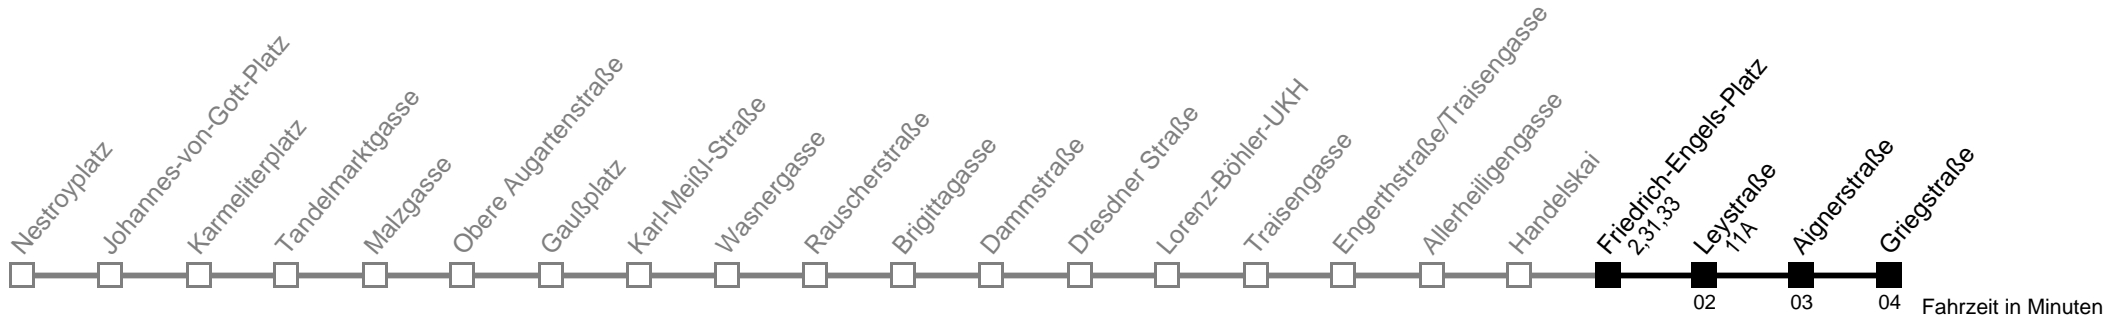 Nestroyplatz
Johannes-von-Gott-Platz
Karmeliterplatz
Tandelmarktgasse
Malzgasse
Obere Augartenstraße
Gaußplatz
Karl-Meißl-Straße
Wasnergasse
Rauscherstraße
Brigittagasse
Dammstraße
Dresdner Straße
Lorenz-Böhler-UKH
Traisengasse
Engerthstraße/Traisengasse
Allerheiligengasse
Handelskai
Friedrich-Engels-Platz
2,31,33
Leystraße
11A
Aignerstraße
Griegstraße
02
03
04
Fahrzeit in Minuten